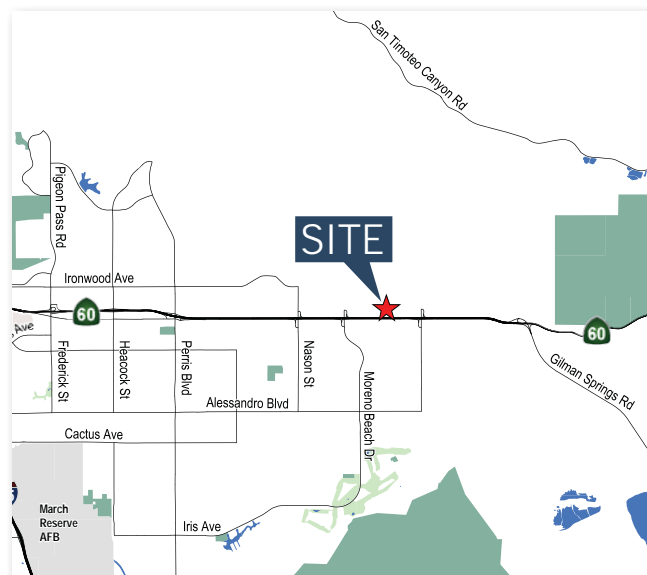 San Timoteo Canyon Rd
Pigeon Pass Rd
SITE
Ironwood Ave
60
60
Ave
Frederick St
Heacock St
Perris Blvd
Nason St
Moreno Beach Dr
Gilman Springs Rd
Alessandro Blvd
Cactus Ave
March
Reserve
AFB
Iris Ave